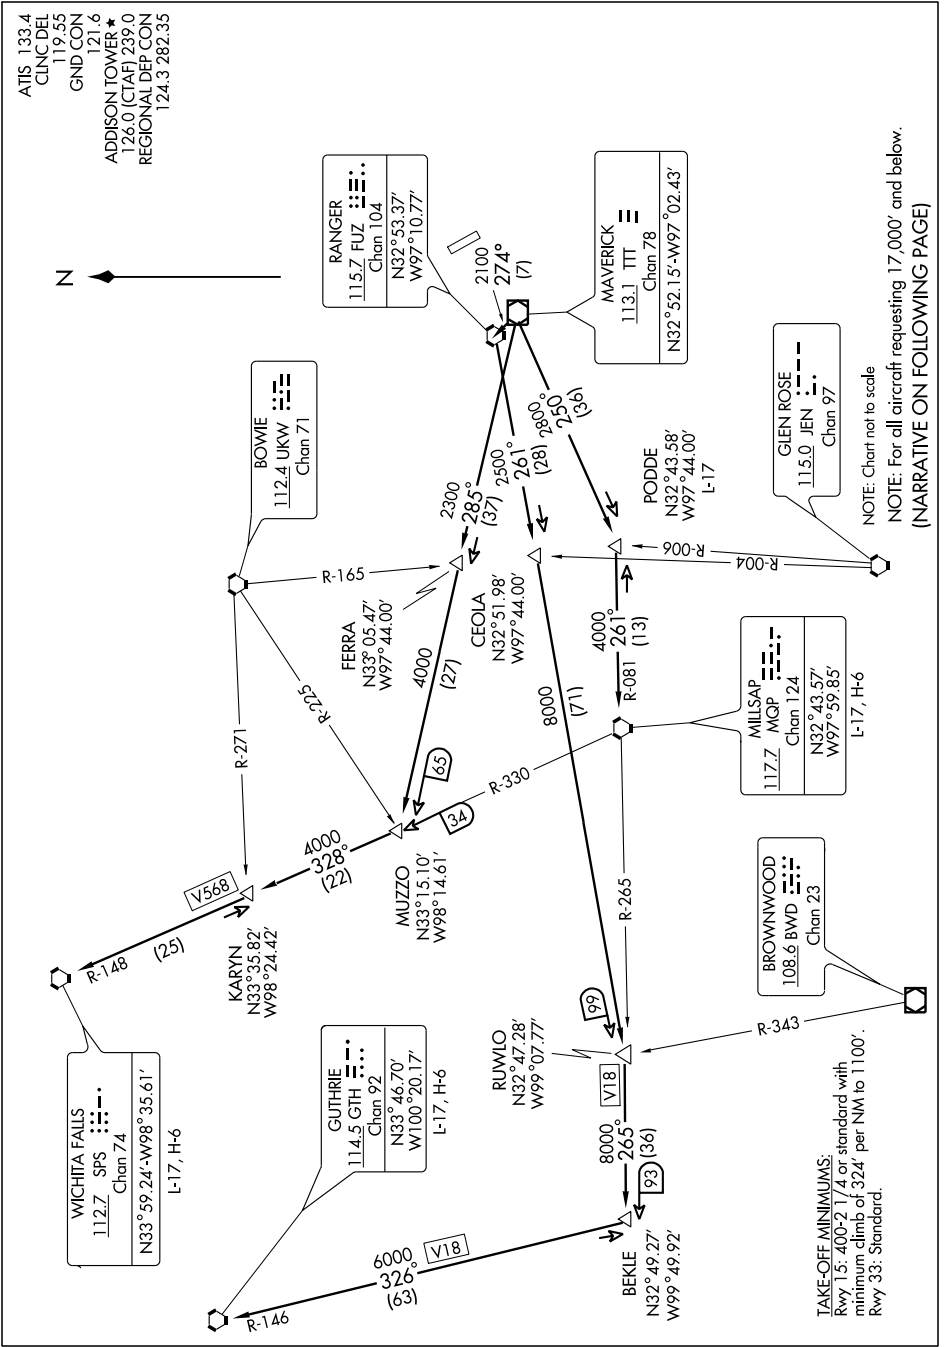 ATIS 133.4
CLNC DEL
119.55
GND CON
121.6
ADDISON TOWER ★
126.0 (CTAF) 239.0
REGIONAL DEP CON
124.3 282.35
N
RANGER
115.7 FUZ
Chan 104
N32°53.37′
W97°10.77′
MAVERICK
113.1 TTT
Chan 78
N32°52.15′-W97°02.43′
2100
274°
(7)
BOWIE
112.4 UKW
Chan 71
GLEN ROSE
115.0 JEN
Chan 97
NOTE: Chart not to scale
NOTE: For all aircraft requesting 17,000′ and below.
(NARRATIVE ON FOLLOWING PAGE)
2300
285°
(37)
2500
261°
(28)
2800
250°
(36)
PODDE
N32°43.58′
W97°44.00′
L-17
R-006
R-004
R-165
FERRA
N33°05.47′
W97°44.00′
CEOLA
N32°51.98′
W97°44.00′
4000
(27)
8000
(71)
4000
261°
(13)
R-081
R-225
R-271
65
34
R-330
MILLSAP
117.7 MQP
Chan 124
N32°43.57′
W97°59.85′
L-17, H-6
4000
328°
(22)
MUZZO
N33°15.10′
W98°14.61′
V568
R-148
(25)
KARYN
N33°35.82′
W98°24.42′
R-265
BROWNWOOD
108.6 BWD
Chan 23
R-343
99
RUWLO
N32°47.28′
W99°07.77′
V18
8000
265°
(36)
93
WICHITA FALLS
112.7 SPS
Chan 74
N33°59.24′-W98°35.61′
L-17, H-6
GUTHRIE
114.5 GTH
Chan 92
N33°46.70′
W100°20.17′
L-17, H-6
BEKLE
N32°49.27′
W99°49.92′
6000
326°
(63)
V18
R-146
TAKE-OFF MINIMUMS:
Rwy 15: 400-2 1/4 or standard with
minimum climb of 324′ per NM to 1100′.
Rwy 33: Standard.